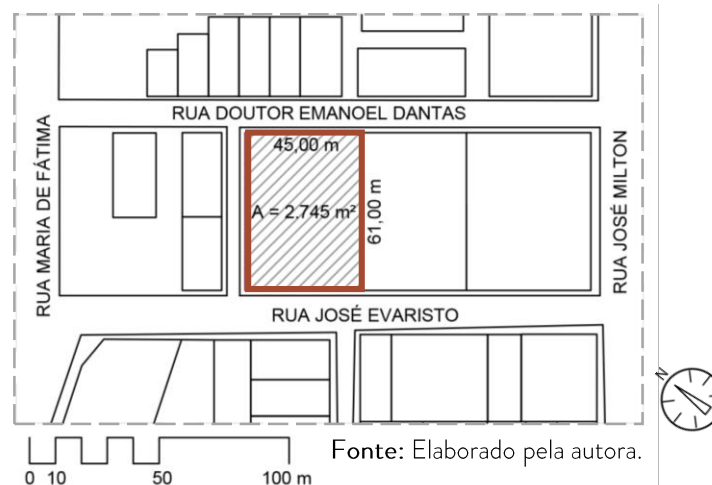 RUA DOUTOR EMANOEL DANTAS
RUA MARIA DE FÁTIMA
45,00 m
A = 2.745 m²
61,00 m
RUA JOSÉ MILTON
RUA JOSÉ EVARISTO
N
0 10 50 100 m
Fonte: Elaborado pela autora.